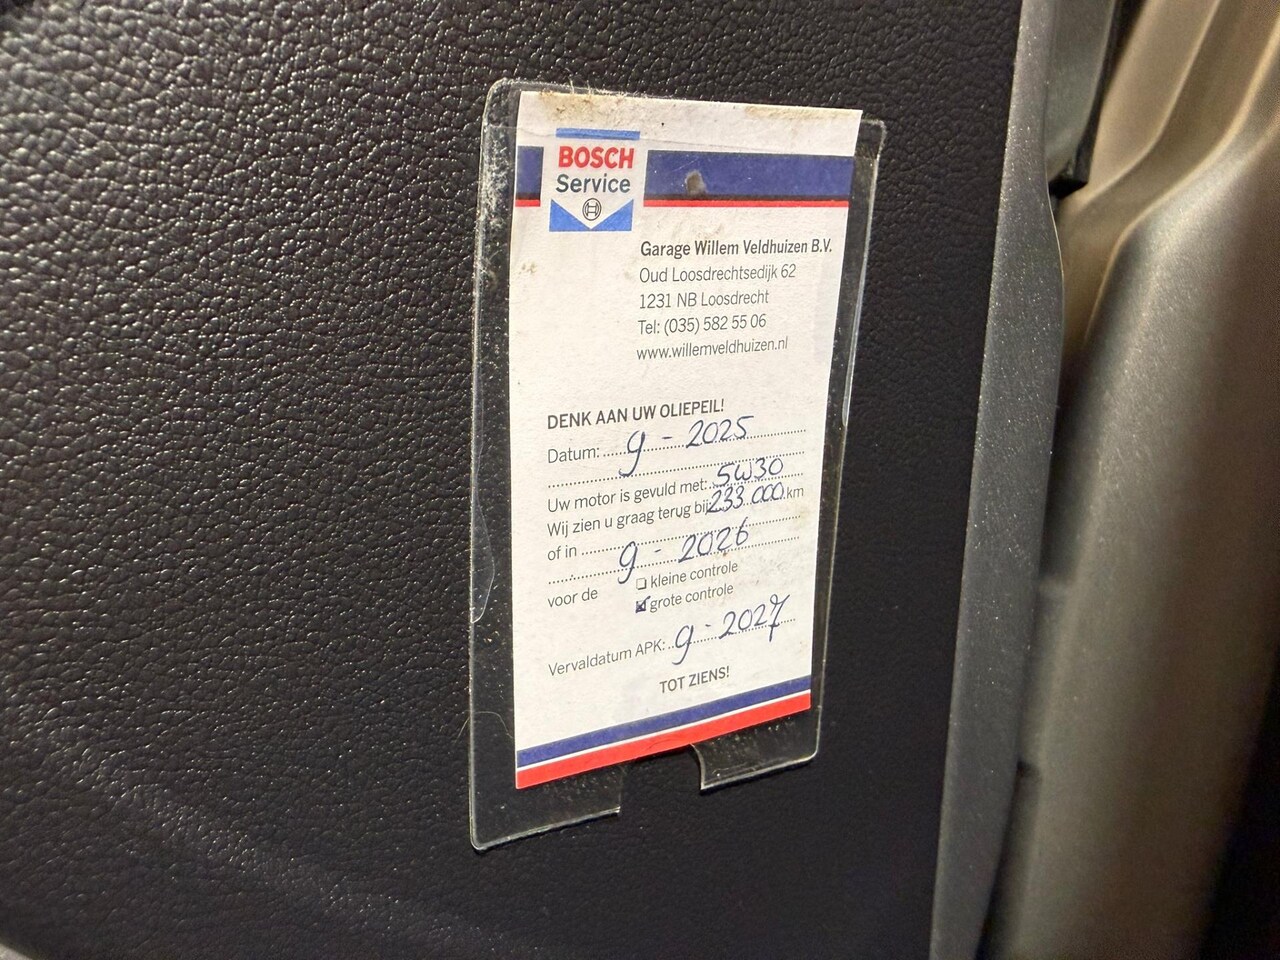 BOSCH
Service
Garage Willem Veldhuizen B.V.
Oud Loosdrechtsedijk 62
1231 NB Loosdrecht
Tel: (035) 582 55 06
www.willemveldhuizen.nl
DENK AAN UW OLIEPEIL!
Datum: 9 - 2025
Uw motor is gevuld met: 5W30
Wij zien u graag terug bij 233.000 km
of in 9 - 2026
voor de
kleine controle
grote controle
Vervaldatum APK: 9 - 2027
TOT ZIENS!